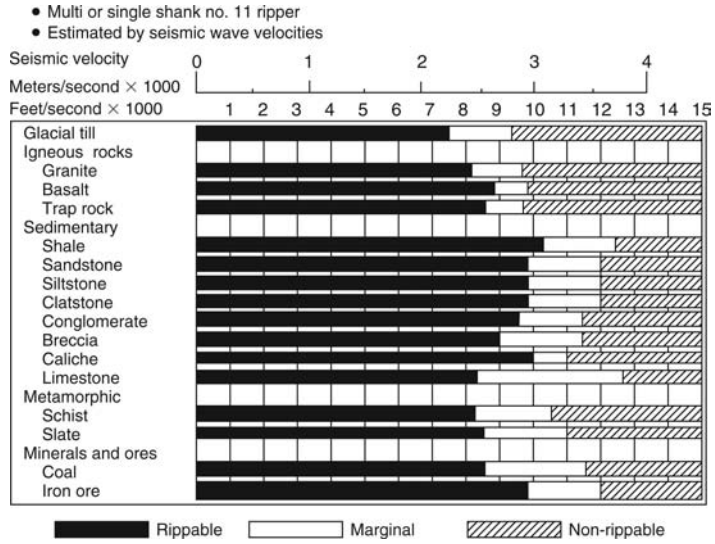 • Multi or single shank no. 11 ripper
• Estimated by seismic wave velocities
Seismic velocity 0 1 2 3 4
Meters/second × 1000
Feet/second × 1000 1 2 3 4 5 6 7 8 9 10 11 12 13 14 15
Glacial till
Igneous rocks
Granite
Basalt
Trap rock
Sedimentary
Shale
Sandstone
Siltstone
Clatstone
Conglomerate
Breccia
Caliche
Limestone
Metamorphic
Schist
Slate
Minerals and ores
Coal
Iron ore
Rippable Marginal Non-rippable